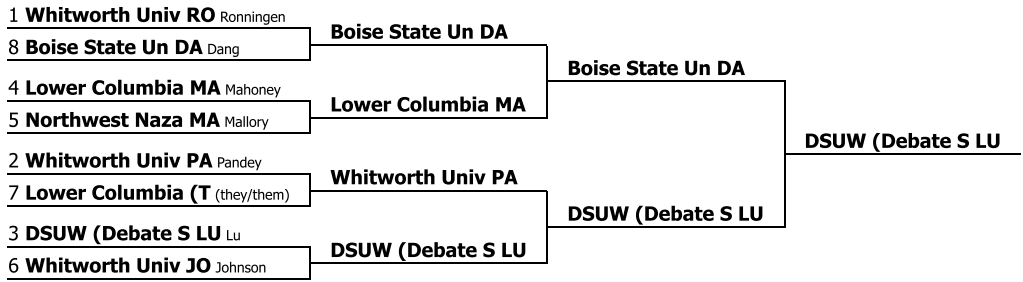 1 Whitworth Univ RO Ronningen
8 Boise State Un DA Dang
Boise State Un DA
4 Lower Columbia MA Mahoney
5 Northwest Naza MA Mallory
Lower Columbia MA
Boise State Un DA
2 Whitworth Univ PA Pandey
7 Lower Columbia (T (they/them)
Whitworth Univ PA
3 DSUW (Debate S LU Lu
6 Whitworth Univ JO Johnson
DSUW (Debate S LU
DSUW (Debate S LU
DSUW (Debate S LU